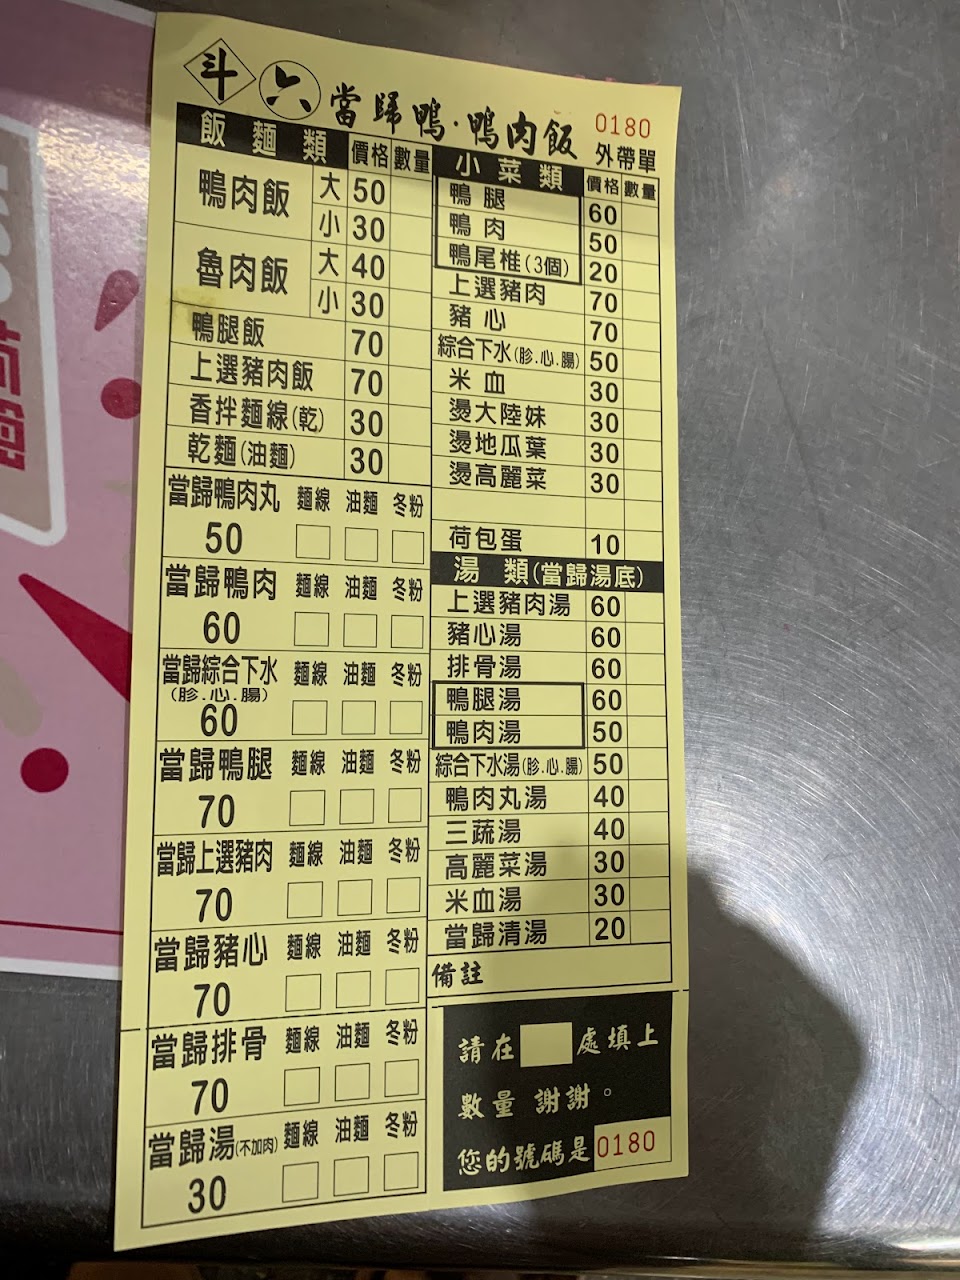 斗六當歸鴨·鴨肉飯
0180
外帶單
飯麵類 價格 數量
鴨肉飯 大 50
小 30
魯肉飯 大 40
小 30
鴨腿飯 70
上選豬肉飯 70
香拌麵線(乾) 30
乾麵(油麵) 30
當歸鴨肉丸 麵線 油麵 冬粉
50
當歸鴨肉 麵線 油麵 冬粉
60
當歸綜合下水 麵線 油麵 冬粉
(胗.心.腸)
60
當歸鴨腿 麵線 油麵 冬粉
70
當歸上選豬肉 麵線 油麵 冬粉
70
當歸豬心 麵線 油麵 冬粉
70
當歸排骨 麵線 油麵 冬粉
70
當歸湯(不加肉) 麵線 油麵 冬粉
30
小菜類 價格 數量
鴨腿 60
鴨肉 50
鴨尾椎(3個) 20
上選豬肉 70
豬心 70
綜合下水(胗.心.腸) 50
米血 30
燙大陸妹 30
燙地瓜葉 30
燙高麗菜 30
荷包蛋 10
湯類(當歸湯底)
上選豬肉湯 60
豬心湯 60
排骨湯 60
鴨腿湯 60
鴨肉湯 50
綜合下水湯(胗.心.腸) 50
鴨肉丸湯 40
三蔬湯 40
高麗菜湯 30
米血湯 30
當歸清湯 20
備註
請在 處填上
數量 謝謝。
您的號碼是 0180